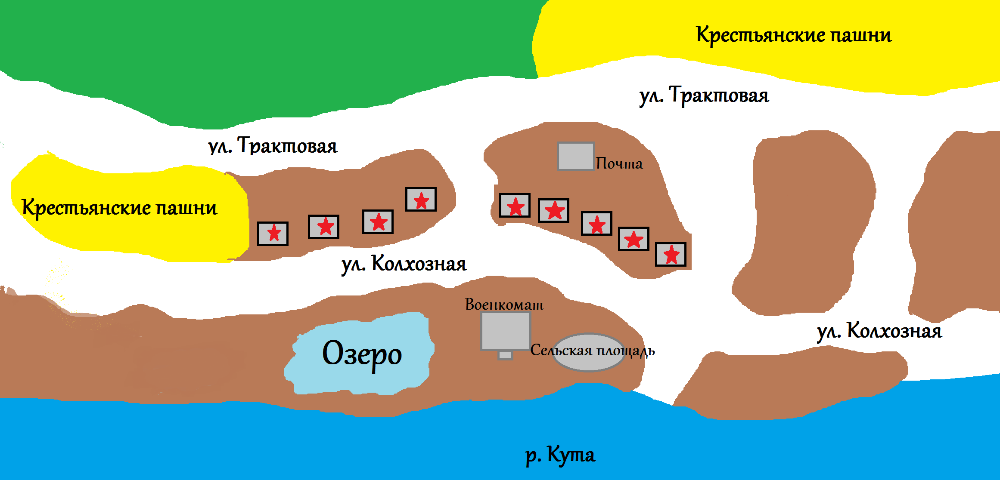 Крестьянские пашни
ул. Трактовая
ул. Трактовая
Почта
Крестьянские пашни
ул. Колхозная
Военкомат
ул. Колхозная
Озеро
Сельская площадь
р. Кута